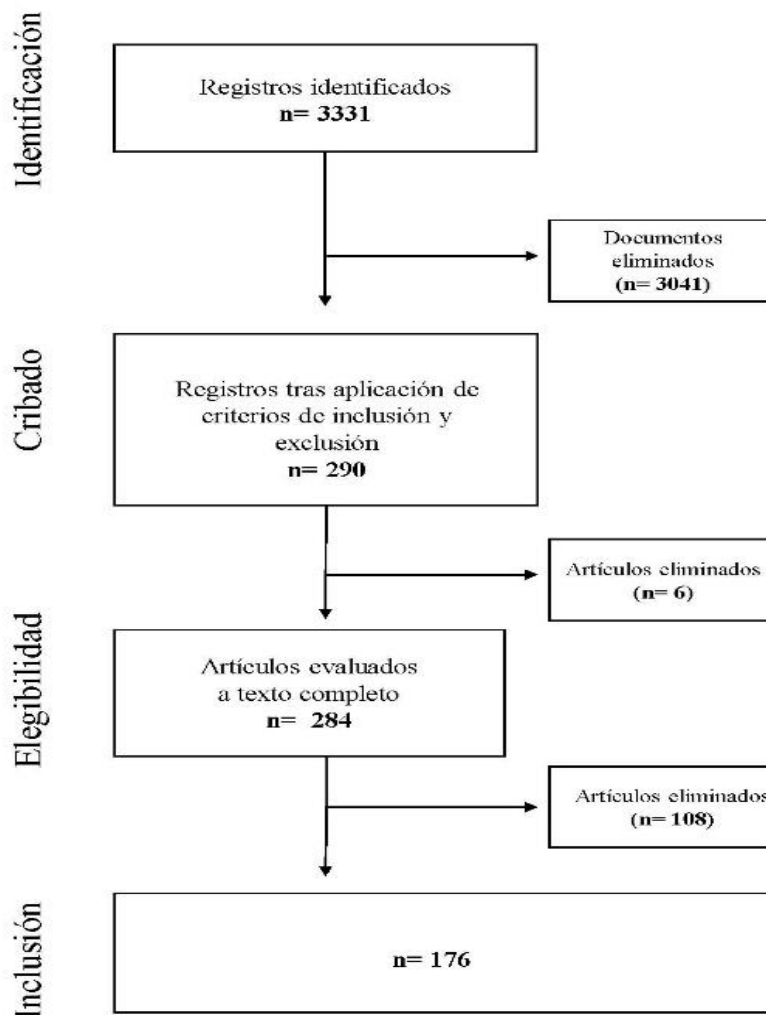 Identificación
Registros identificados
n= 3331
Documentos
eliminados
(n= 3041)
Cribado
Registros tras aplicación de
criterios de inclusión y
exclusión
n= 290
Artículos eliminados
(n= 6)
Elegibilidad
Artículos evaluados
a texto completo
n= 284
Artículos eliminados
(n= 108)
Inclusión
n= 176